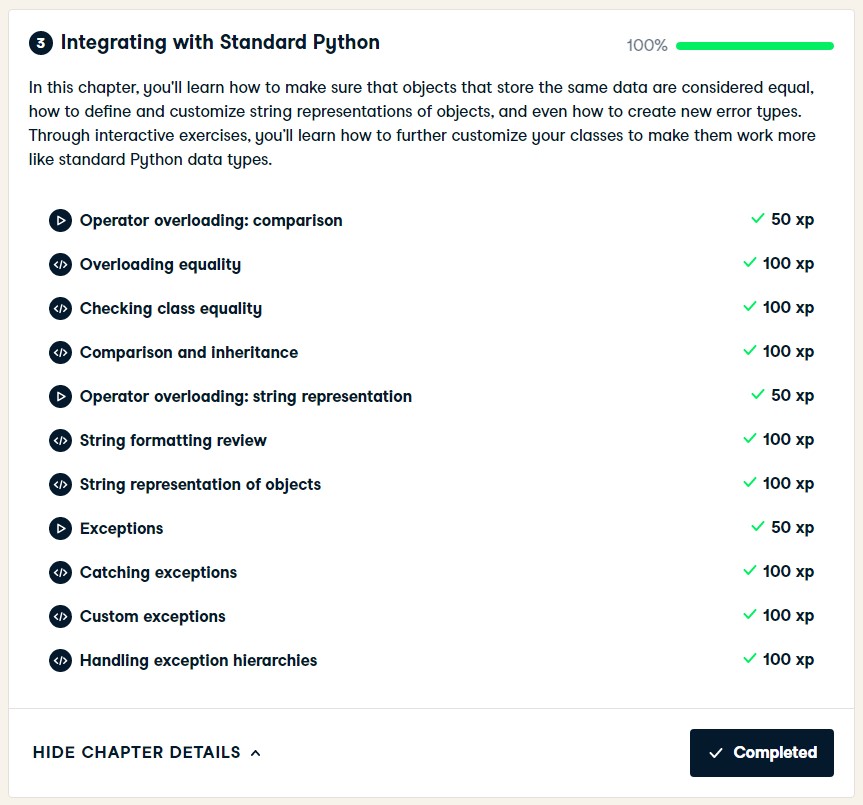 3 Integrating with Standard Python 100%
In this chapter, you'll learn how to make sure that objects that store the same data are considered equal,
how to define and customize string representations of objects, and even how to create new error types.
Through interactive exercises, you'll learn how to further customize your classes to make them work more
like standard Python data types.
Operator overloading: comparison 50 xp
Overloading equality 100 xp
Checking class equality 100 xp
Comparison and inheritance 100 xp
Operator overloading: string representation 50 xp
String formatting review 100 xp
String representation of objects 100 xp
Exceptions 50 xp
Catching exceptions 100 xp
Custom exceptions 100 xp
Handling exception hierarchies 100 xp
HIDE CHAPTER DETAILS Completed